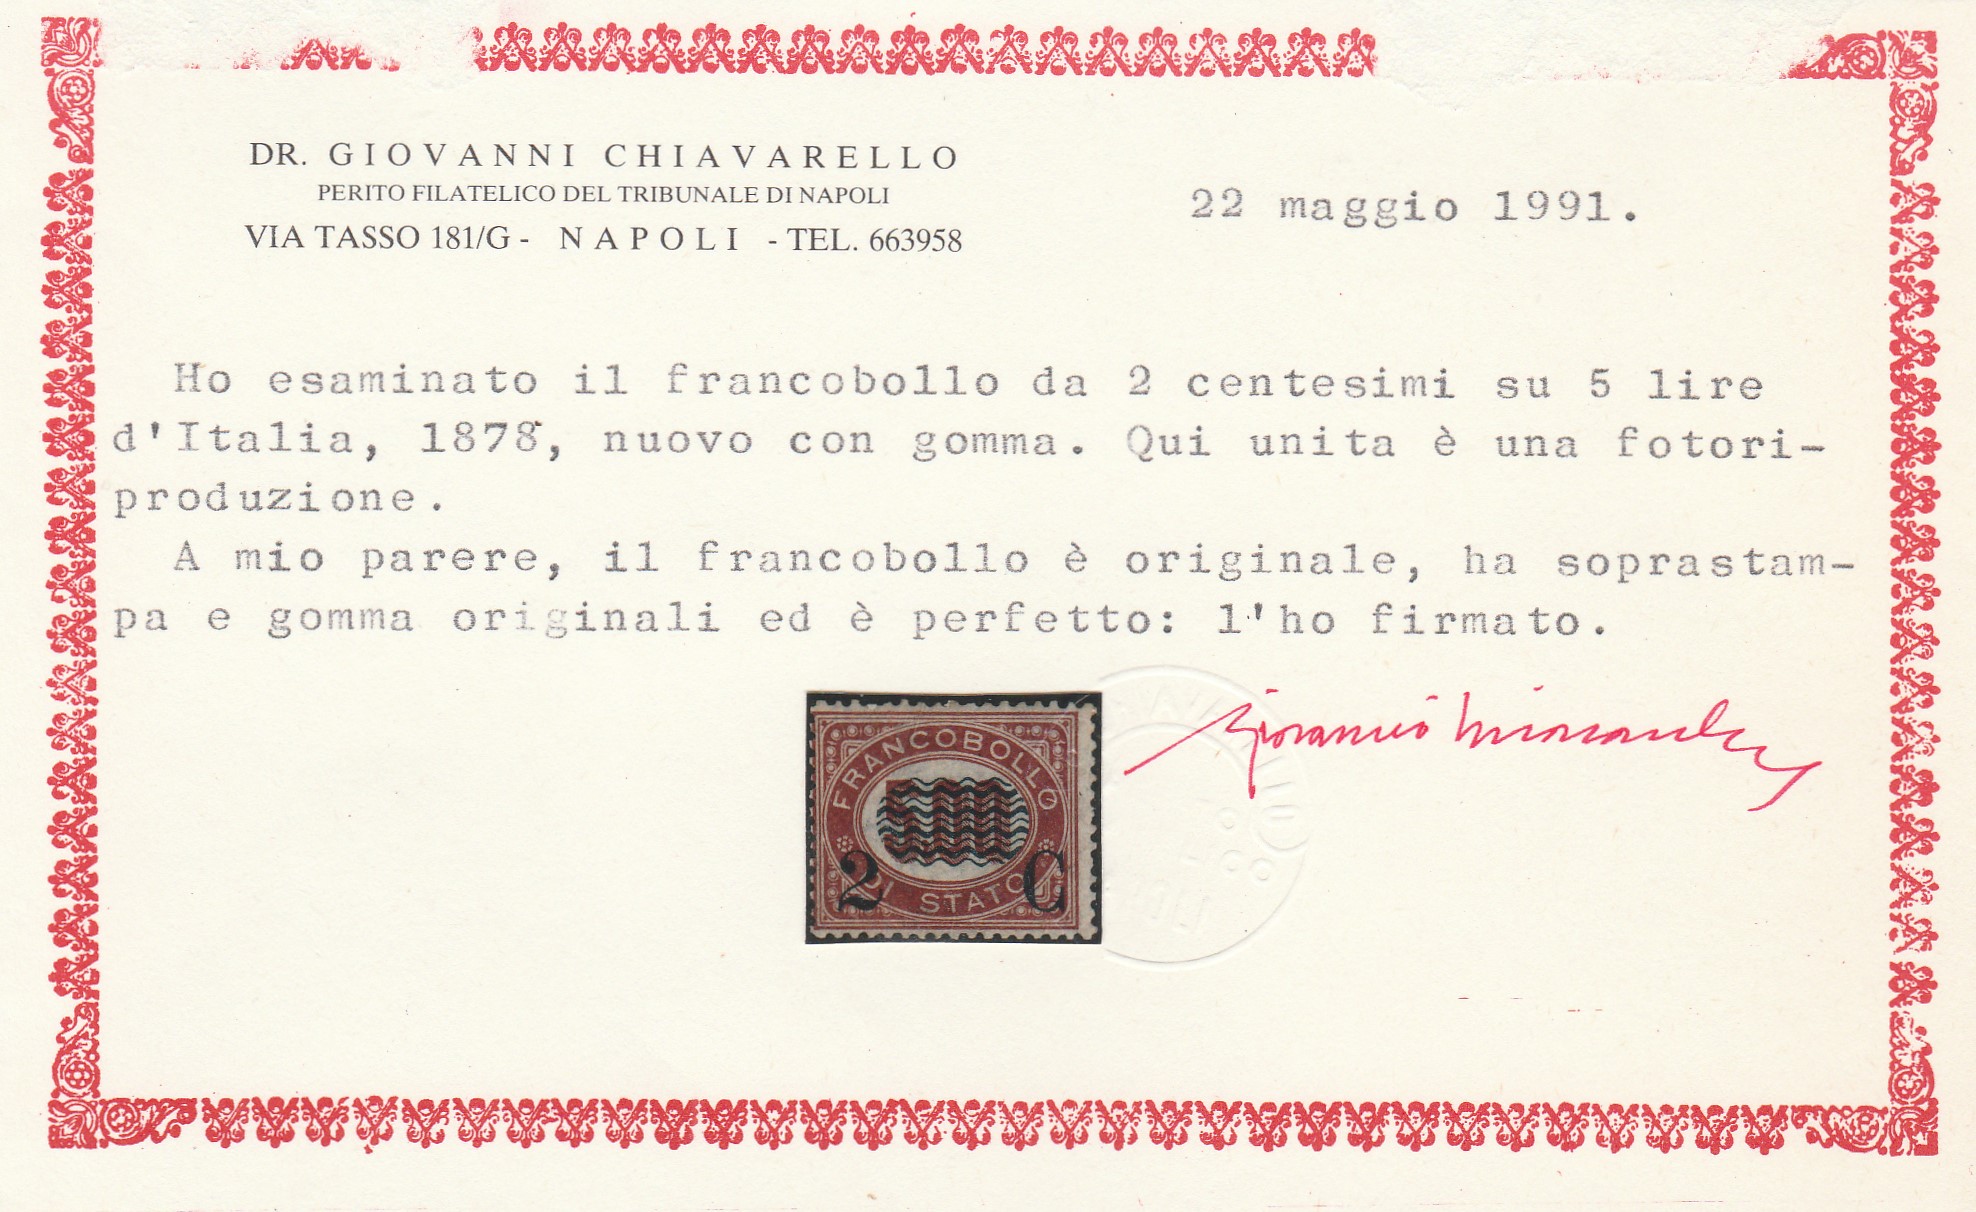 DR. GIOVANNI CHIAVARELLO
PERITO FILATELICO DEL TRIBUNALE DI NAPOLI
VIA TASSO 181/G - NAPOLI - TEL. 663958
22 maggio 1991.
Ho esaminato il francobollo da 2 centesimi su 5 lire
d'Italia, 1878, nuovo con gomma. Qui unita è una fotori-
produzione.
A mio parere, il francobollo è originale, ha soprastam-
pa e gomma originali ed è perfetto: l'ho firmato.
FRANCOBOLLO
DI STATO
2 C